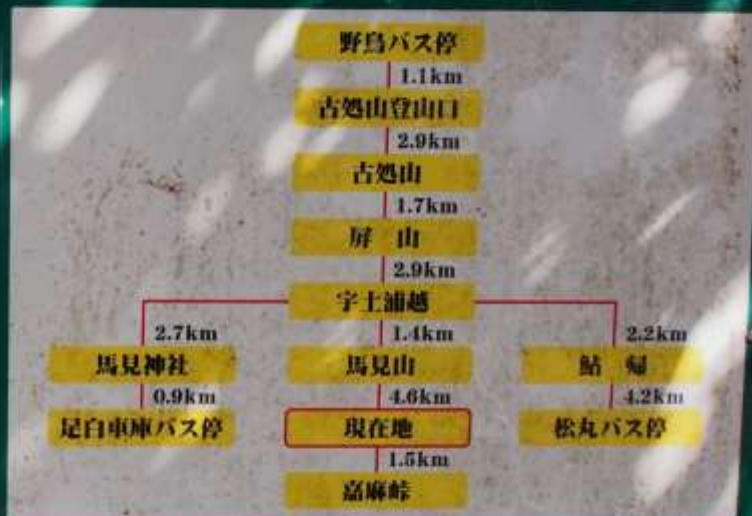 野鳥バス停
1.1km
古処山登山口
2.9km
古処山
1.7km
屏 山
2.9km
宇土浦越
2.7km 1.4km 2.2km
馬見神社 馬見山 鮎 帰
0.9km 4.6km 4.2km
足白車庫バス停 現在地 松丸バス停
1.5km
嘉麻峠